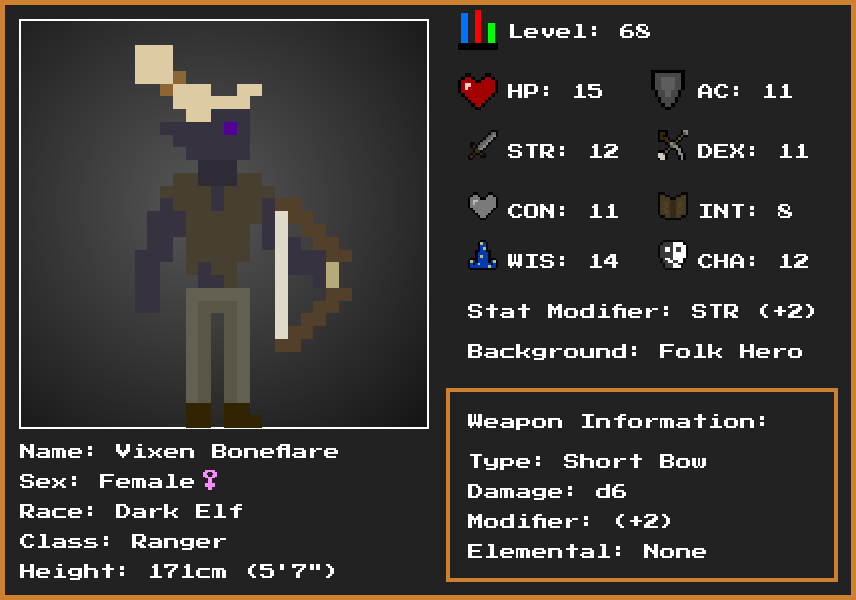 Level: 68
HP: 15 AC: 11
STR: 12 DEX: 11
CON: 11 INT: 8
WIS: 14 CHA: 12
Stat Modifier: STR (+2)
Background: Folk Hero
Weapon Information:
Type: Short Bow
Damage: d6
Modifier: (+2)
Elemental: None
Name: Vixen Boneflare
Sex: Female♀
Race: Dark Elf
Class: Ranger
Height: 171cm (5'7")